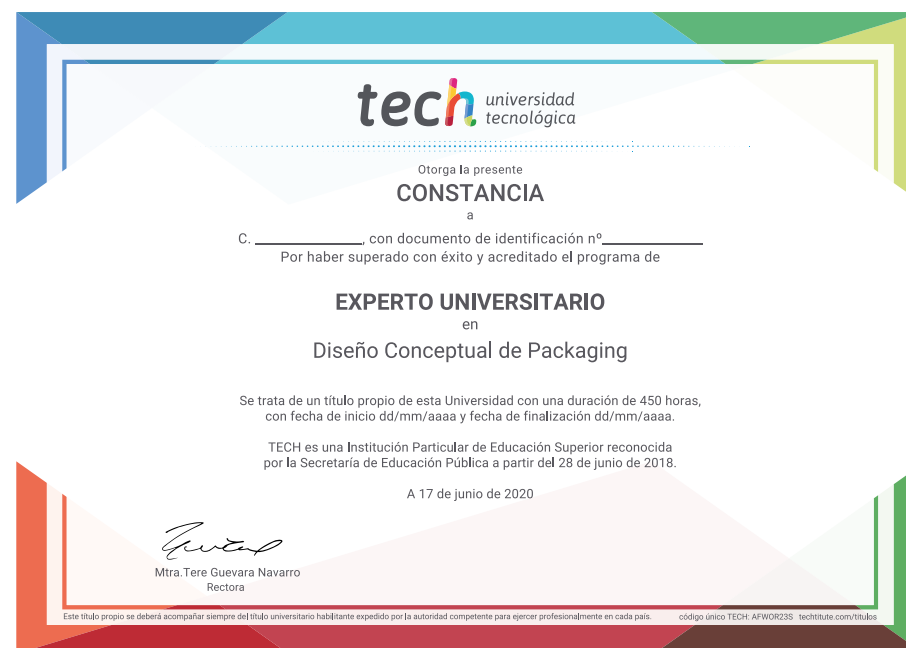 tech universidad
tecnológica
Otorga la presente
CONSTANCIA
a
C. ____________, con documento de identificación nº____________
Por haber superado con éxito y acreditado el programa de
EXPERTO UNIVERSITARIO
en
Diseño Conceptual de Packaging
Se trata de un título propio de esta Universidad con una duración de 450 horas,
con fecha de inicio dd/mm/aaaa y fecha de finalización dd/mm/aaaa.
TECH es una Institución Particular de Educación Superior reconocida
por la Secretaría de Educación Pública a partir del 28 de junio de 2018.
A 17 de junio de 2020
Mtra.Tere Guevara Navarro
Rectora
Este título propio se deberá acompañar siempre del título universitario habilitante expedido por la autoridad competente para ejercer profesionalmente en cada país. código único TECH: AFWOR23S techtitute.com/titulos